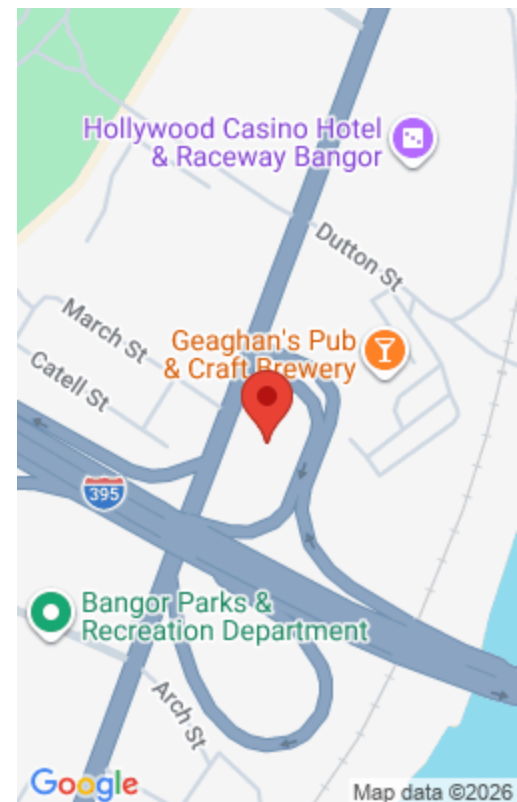 Hollywood Casino Hotel
& Raceway Bangor
Dutton St
March St
Geaghan's Pub
& Craft Brewery
Catell St
395
Bangor Parks &
Recreation Department
Arch St
Google
Map data ©2026